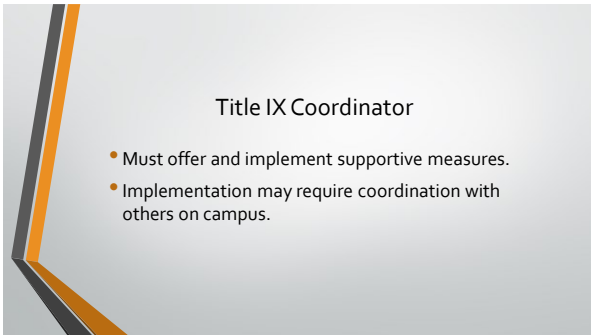 Title IX Coordinator
• Must offer and implement supportive measures.
• Implementation may require coordination with
others on campus.